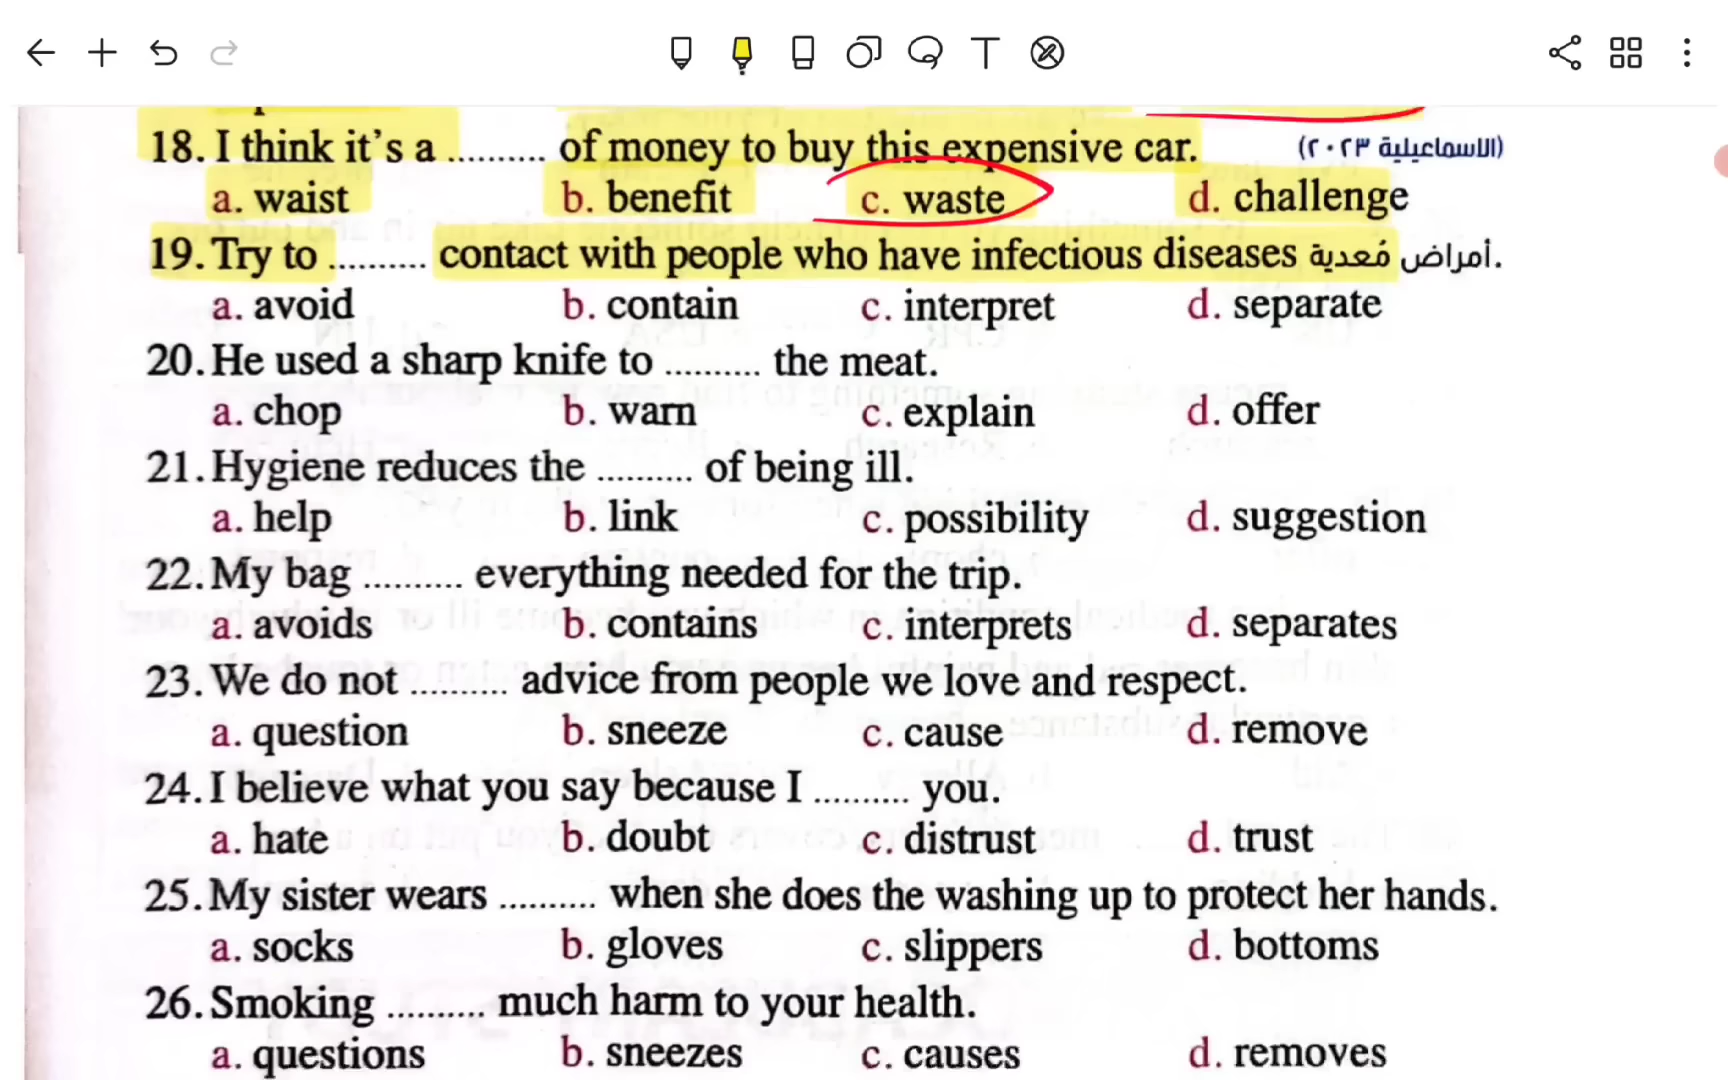 18. I think it's a .......... of money to buy this expensive car. (الاسماعيلية ٢٠٢٣)
a. waist b. benefit c. waste d. challenge
19. Try to .......... contact with people who have infectious diseases أمراض مُعدية.
a. avoid b. contain c. interpret d. separate
20. He used a sharp knife to .......... the meat.
a. chop b. warn c. explain d. offer
21. Hygiene reduces the .......... of being ill.
a. help b. link c. possibility d. suggestion
22. My bag .......... everything needed for the trip.
a. avoids b. contains c. interprets d. separates
23. We do not .......... advice from people we love and respect.
a. question b. sneeze c. cause d. remove
24. I believe what you say because I .......... you.
a. hate b. doubt c. distrust d. trust
25. My sister wears .......... when she does the washing up to protect her hands.
a. socks b. gloves c. slippers d. bottoms
26. Smoking .......... much harm to your health.
a. questions b. sneezes c. causes d. removes